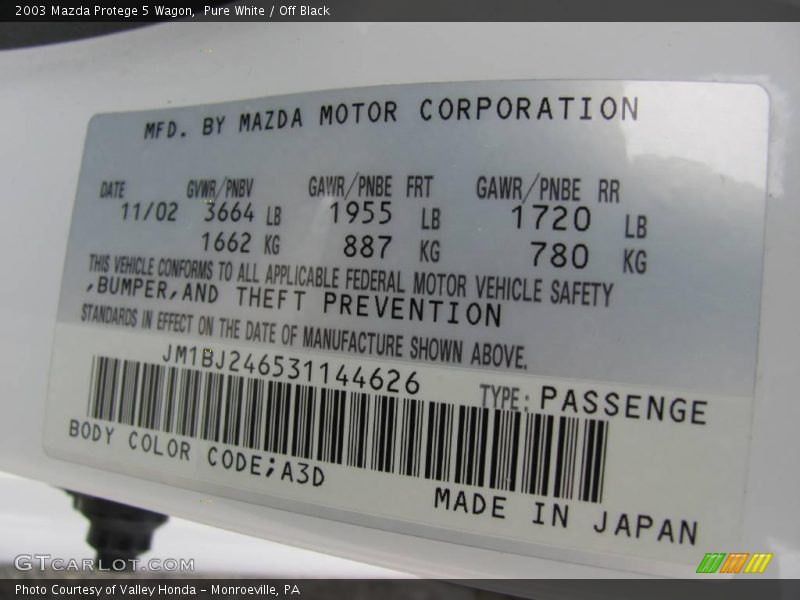 2003 Mazda Protege 5 Wagon, Pure White / Off Black
MFD. BY MAZDA MOTOR CORPORATION
DATE GVWR/PNBV GAWR/PNBE FRT GAWR/PNBE RR
11/02 3664 LB 1955 LB 1720 LB
1662 KG 887 KG 780 KG
THIS VEHICLE CONFORMS TO ALL APPLICABLE FEDERAL MOTOR VEHICLE SAFETY
,BUMPER,AND THEFT PREVENTION
STANDARDS IN EFFECT ON THE DATE OF MANUFACTURE SHOWN ABOVE.
JM1BJ246531144626
TYPE: PASSENGE
BODY COLOR CODE;A3D
MADE IN JAPAN
GTCARLOT.COM
Photo Courtesy of Valley Honda - Monroeville, PA